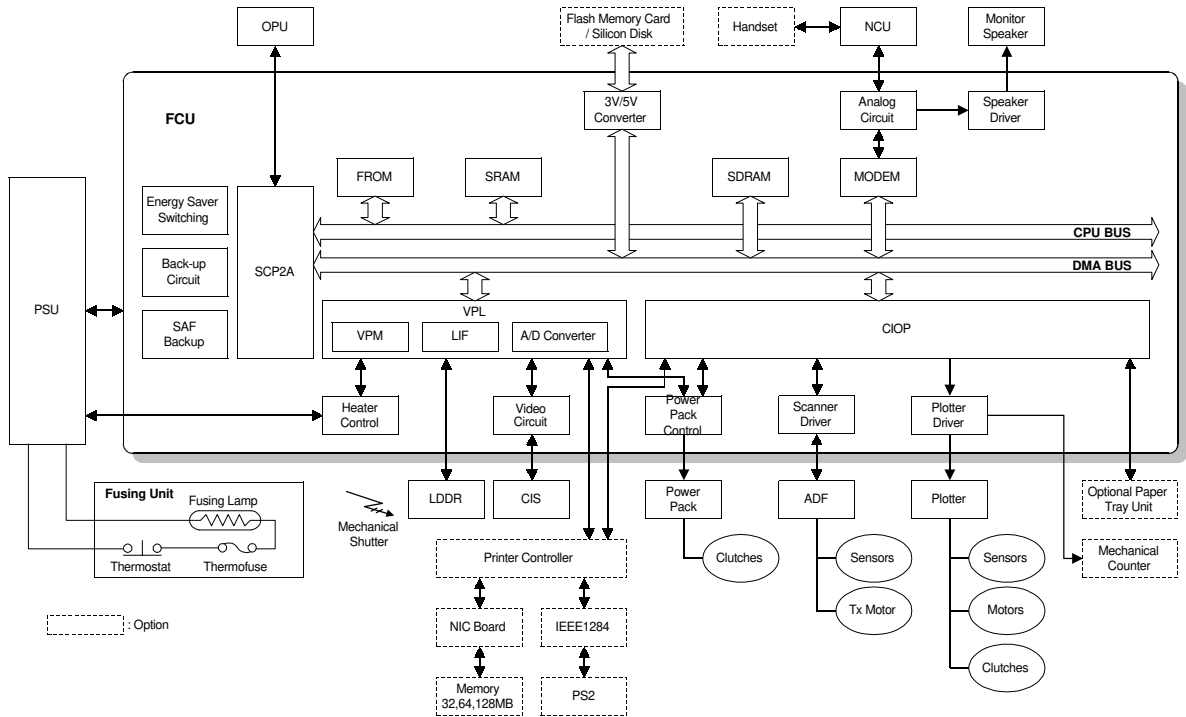 OPU
Flash Memory Card
/ Silicon Disk
Handset
NCU
Monitor
Speaker
FCU
3V/5V
Converter
Analog
Circuit
Speaker
Driver
FROM
SRAM
SDRAM
MODEM
PSU
Energy Saver
Switching
Back-up
Circuit
SAF
Backup
SCP2A
CPU BUS
DMA BUS
VPL
VPM
LIF
A/D Converter
CIOP
Heater
Control
Video
Circuit
Power
Pack
Control
Scanner
Driver
Plotter
Driver
Fusing Unit
Fusing Lamp
Thermostat
Thermofuse
Mechanical
Shutter
LDDR
CIS
Power
Pack
ADF
Plotter
Optional Paper
Tray Unit
Printer Controller
Clutches
Sensors
Sensors
Mechanical
Counter
: Option
NIC Board
IEEE1284
Tx Motor
Motors
Memory
32,64,128MB
PS2
Clutches